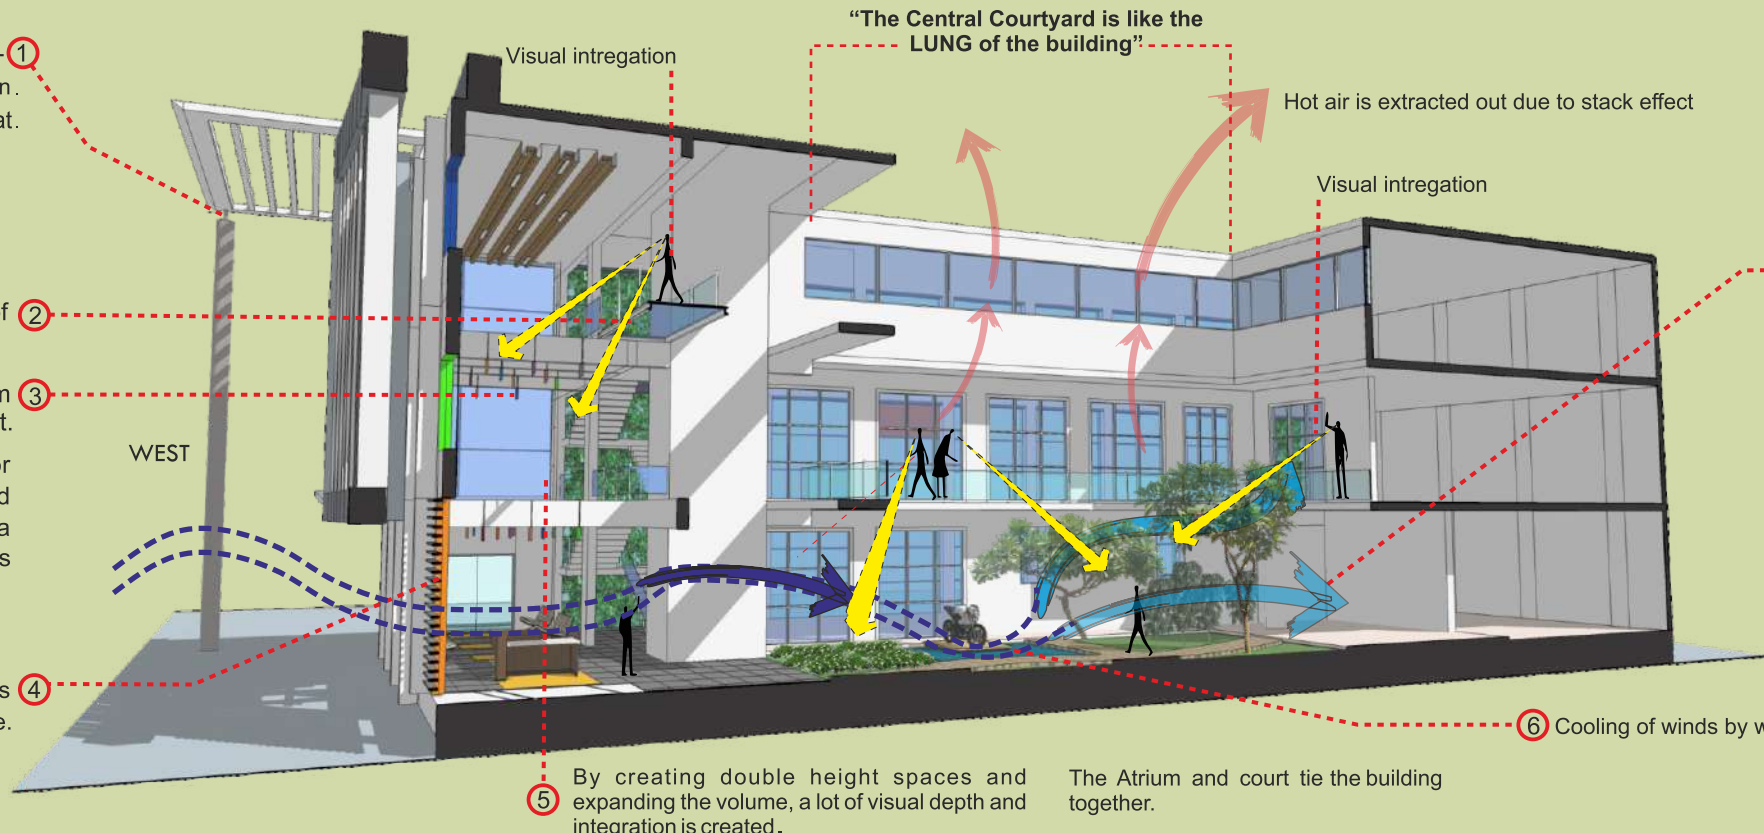 “The Central Courtyard is like the
LUNG of the building”
Visual intregation
1
n.
at.
Hot air is extracted out due to stack effect
Visual intregation
2
3
t.
WEST
or
d
a
s
s 4
e.
6 Cooling of winds by
5 By creating double height spaces and
expanding the volume, a lot of visual depth and
integration is created.
The Atrium and court tie the building
together.